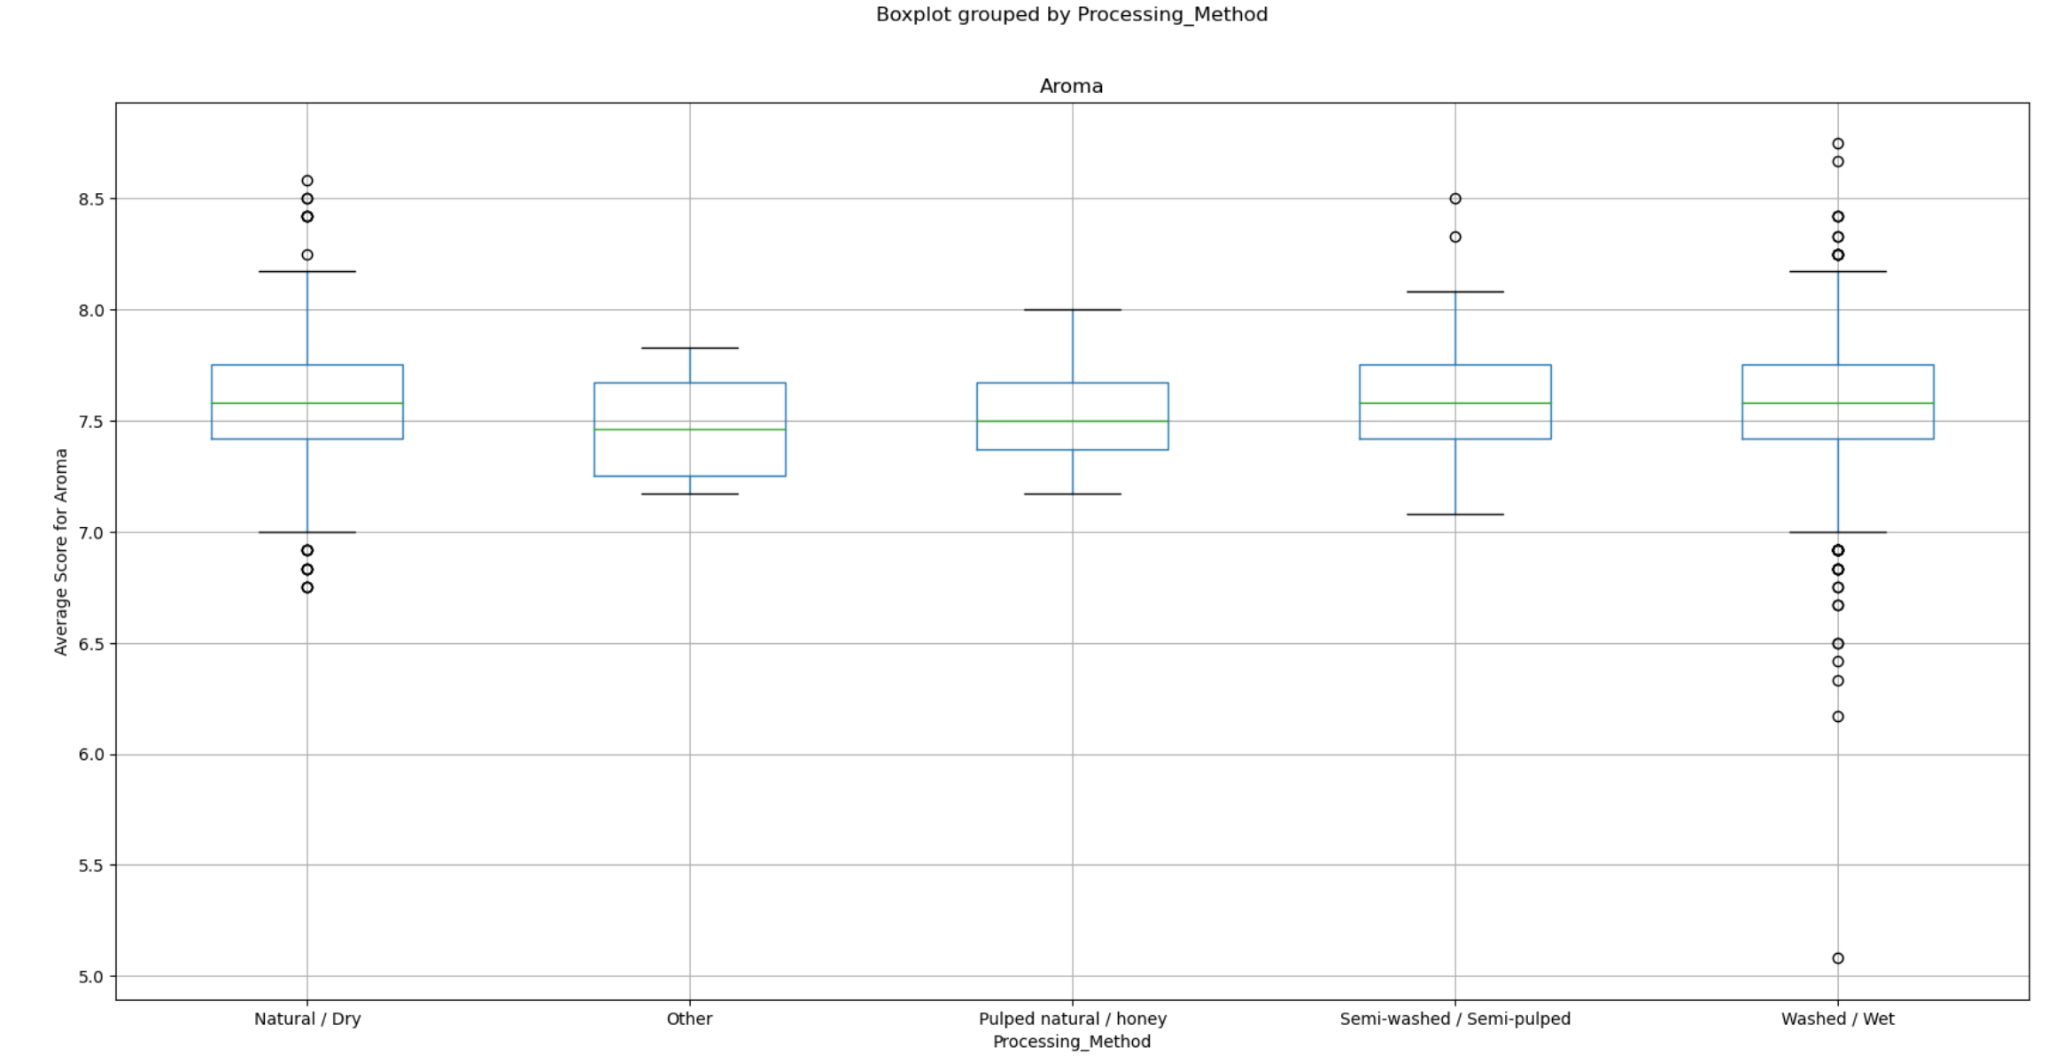 Boxplot grouped by Processing_Method
Aroma
Average Score for Aroma
8.5
8.0
7.5
7.0
6.5
6.0
5.5
5.0
Natural / Dry
Other
Pulped natural / honey
Semi-washed / Semi-pulped
Washed / Wet
Processing_Method